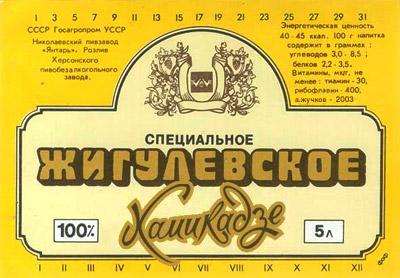 1 3 5 7 9 11 13 15 17 19 21 23 25 27 29 31
СССР Госагропром УССР
Николаевский пивзавод
«Янтарь». Розлив
Херсонского
пивобезалкогольного
завода.
Энергетическая ценность
40 - 45 ккал. 100 г напитка
содержит в граммах :
углеводов 3,0 - 8,5 ;
белков 2,2 - 3,5.
Витамины, мкг, не
менее : тиамин - 30,
рибофлавин - 400,
а.жучков - 2003
СПЕЦИАЛЬНОЕ
ЖИГУЛЕВСКОЕ
Хамикадзе
100%
5 л
I II III IV V VI VII VIII IX X XI XII